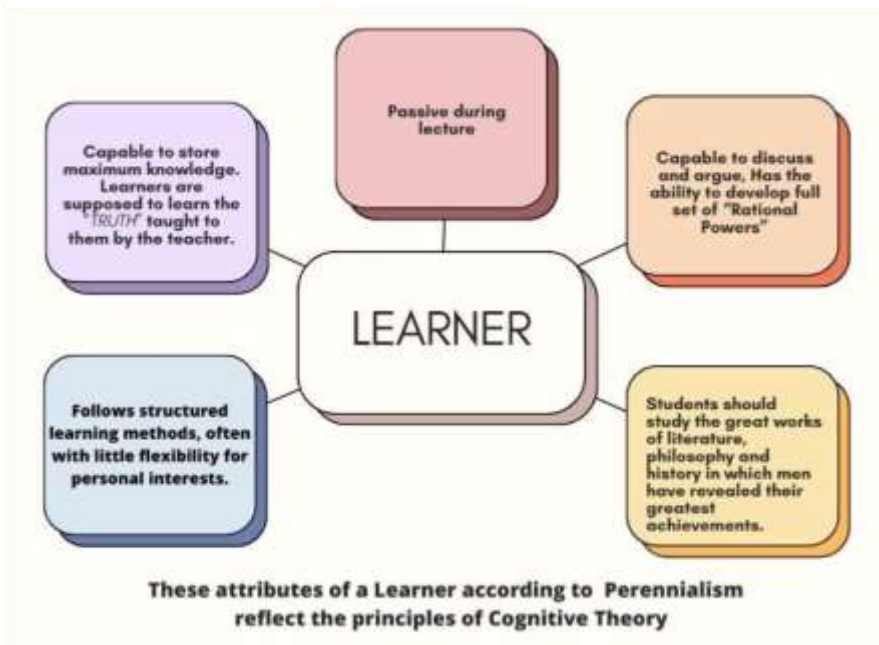 Passive during
lecture
Capable to store
maximum knowledge.
Learners are
supposed to learn the
"TRUTH" taught to
them by the teacher.
Capable to discuss
and argue, Has the
ability to develop full
set of "Rational
Powers"
LEARNER
Follows structured
learning methods, often
with little flexibility for
personal interests.
Students should
study the great works
of literature,
philosophy and
history in which men
have revealed their
greatest
achievements.
These attributes of a Learner according to Perennialism
reflect the principles of Cognitive Theory